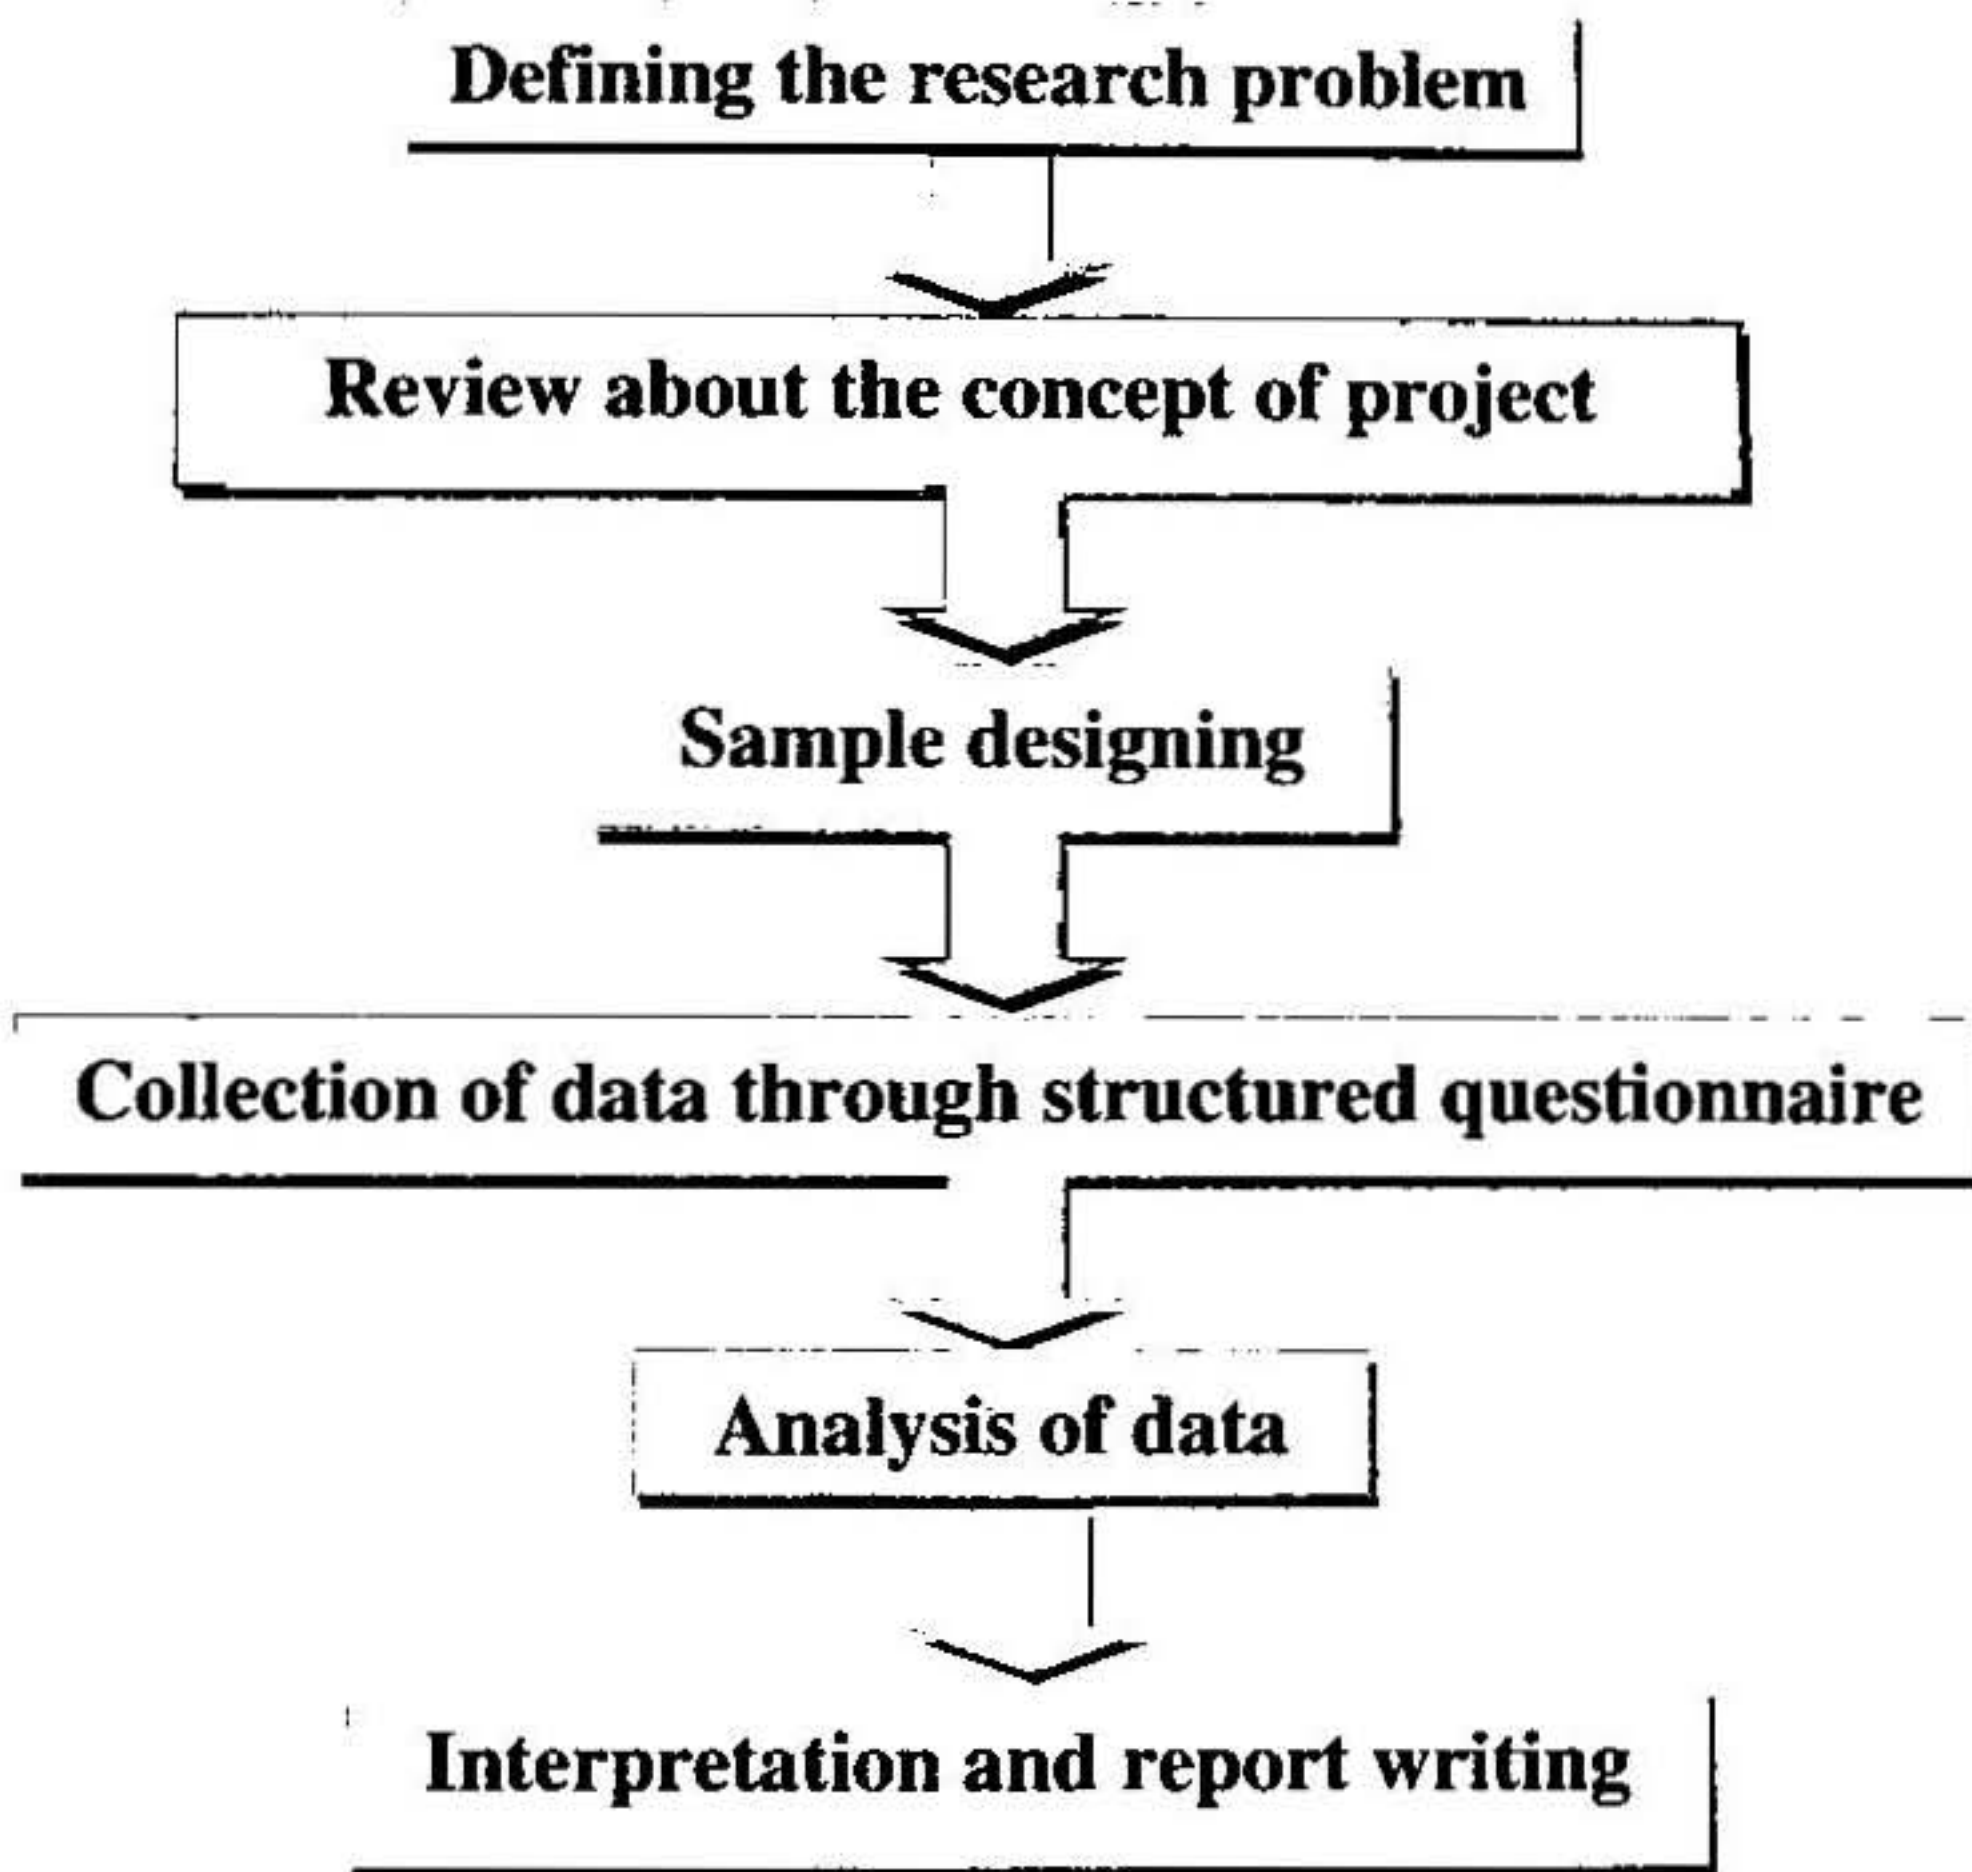 Defining the research problem
Review about the concept of project
Sample designing
Collection of data through structured questionnaire
Analysis of data
Interpretation and report writing